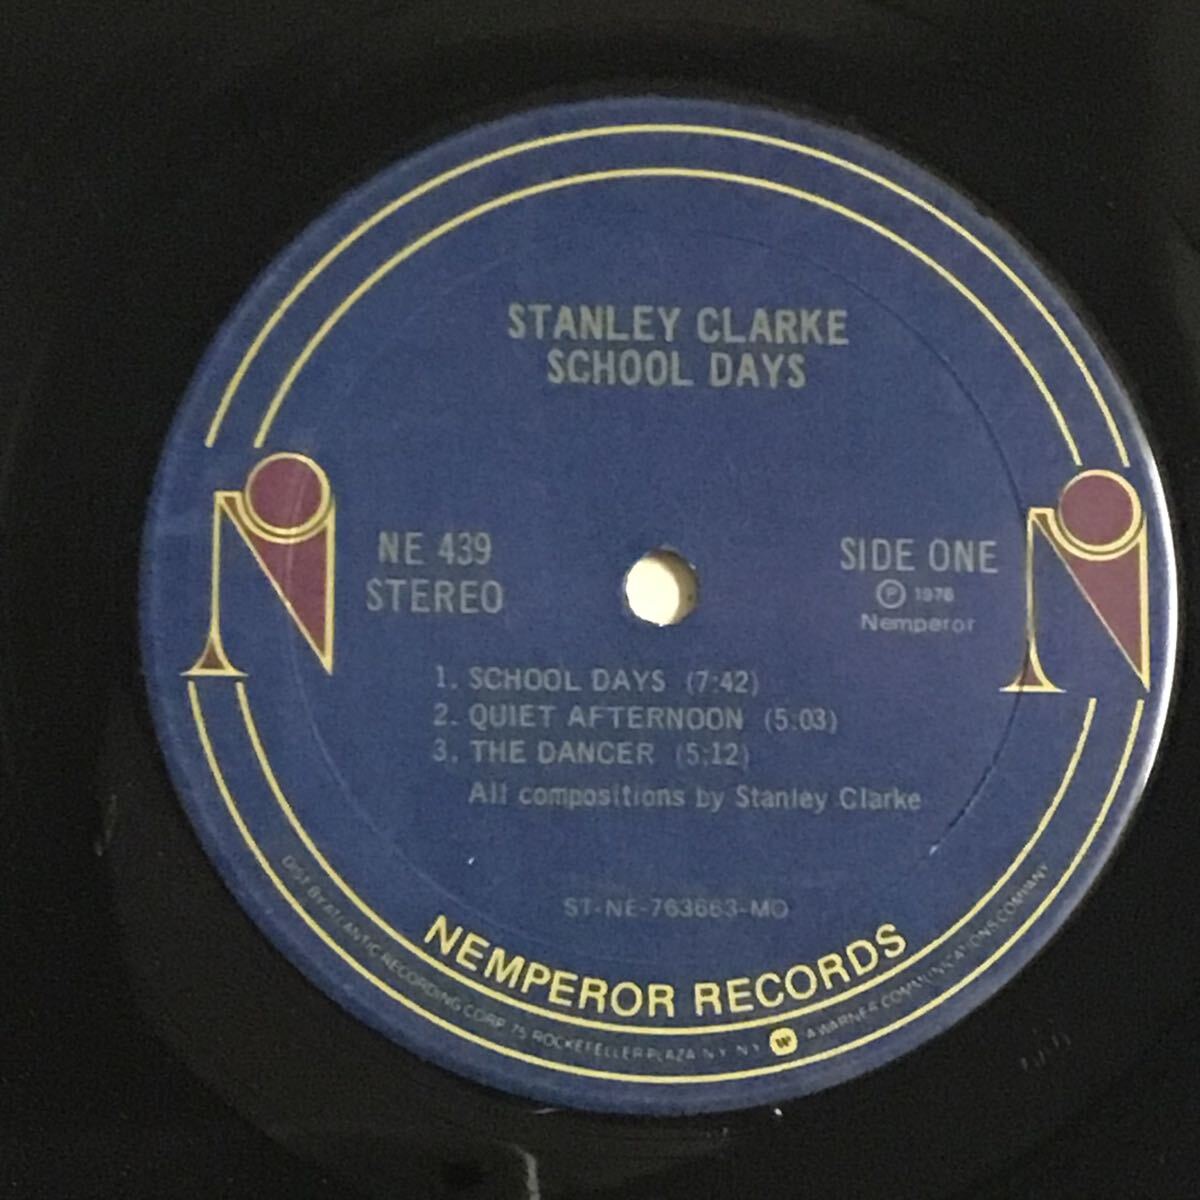 STANLEY CLARKE
SCHOOL DAYS
NE 439
STEREO
SIDE ONE
Ⓟ 1976
Nemperor
1. SCHOOL DAYS (7:42)
2. QUIET AFTERNOON (5:03)
3. THE DANCER (5:12)
All compositions by Stanley Clarke
ST-NE-763663-MO
NEMPEROR RECORDS
DIST. BY ATLANTIC RECORDING CORP. 75 ROCKEFELLER PLAZA N.Y. N.Y. W A WARNER COMMUNICATIONS COMPANY